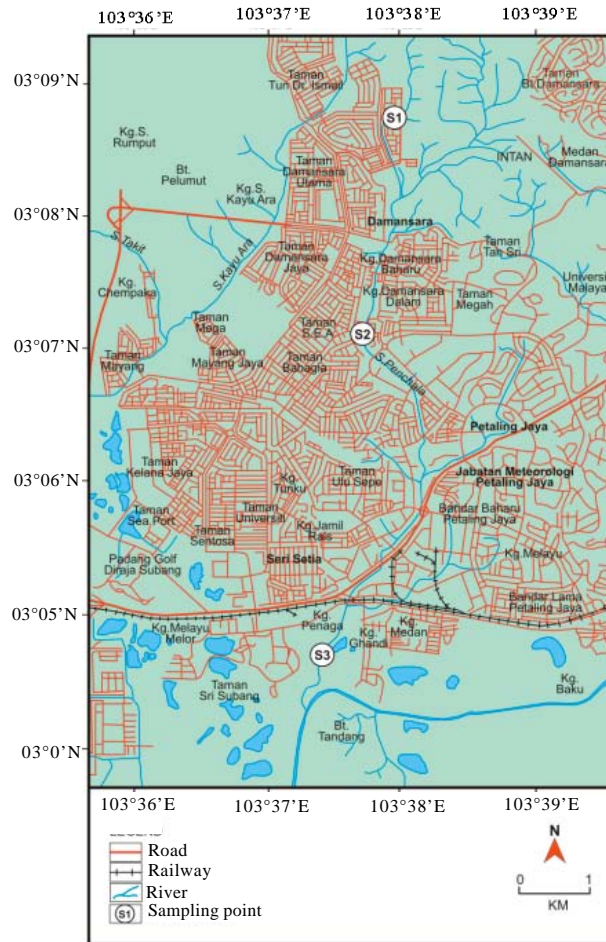 103°36’E 103°37’E 103°38’E 103°39’E
03°09’N
03°08’N
03°07’N
03°06’N
03°05’N
03°0’N
Taman
Tun Dr. Ismail
Taman
Bt.Damansara
S1
Kg.S.
Rumput
Bt.
Pelumut
Taman
Damansara
Utama
INTAN
Medan
Damansara
Kg.S.
Kayu Ara
Damansara
S.Takit
S.Kayu Ara
Taman
Damansara
Jaya
Kg.Damansara
Baharu
Taman
Tan Sri
Kg.
Chempaka
Kg.Damansara
Dalam
Taman
Megah
Universiti
Malaya
Taman
Mega
Taman
S.E.A
S2
Taman
Mayang
Taman
Mayang Jaya
Taman
Bahagia
S.Penchala
Petaling Jaya
Taman
Kelana Jaya
Kg.
Tunku
Taman
Ulu Sepe
Jabatan Meteorologi
Petaling Jaya
Taman
Sea Port
Taman
Universiti
Bandar Baharu
Petaling Jaya
Taman
Sentosa
Kg.Jamil
Rais
Padang Golf
Diraja Subang
Seri Setia
Kg.Melayu
Bandar Lama
Petaling Jaya
Kg.Melayu
Melor
Kg.
Penaga
Kg.
Medan
Kg.
Ghandi
S3
Taman
Sri Subang
Kg.
Baku
Bt.
Tandang
103°36’E 103°37’E 103°38’E 103°39’E
Road
Railway
River
S1 Sampling point
N
0 1
KM